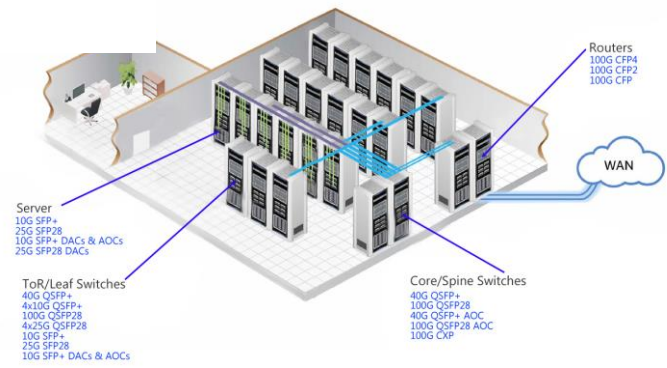 Routers
100G CFP4
100G CFP2
100G CFP
WAN
Server
10G SFP+
25G SFP28
10G SFP+ DACs & AOCs
25G SFP28 DACs
ToR/Leaf Switches
40G QSFP+
4x10G QSFP+
100G QSFP28
4x25G QSFP28
10G SFP+
25G SFP28
10G SFP+ DACs & AOCs
Core/Spine Switches
40G QSFP+
100G QSFP28
40G QSFP+ AOC
100G QSFP28 AOC
100G CXP